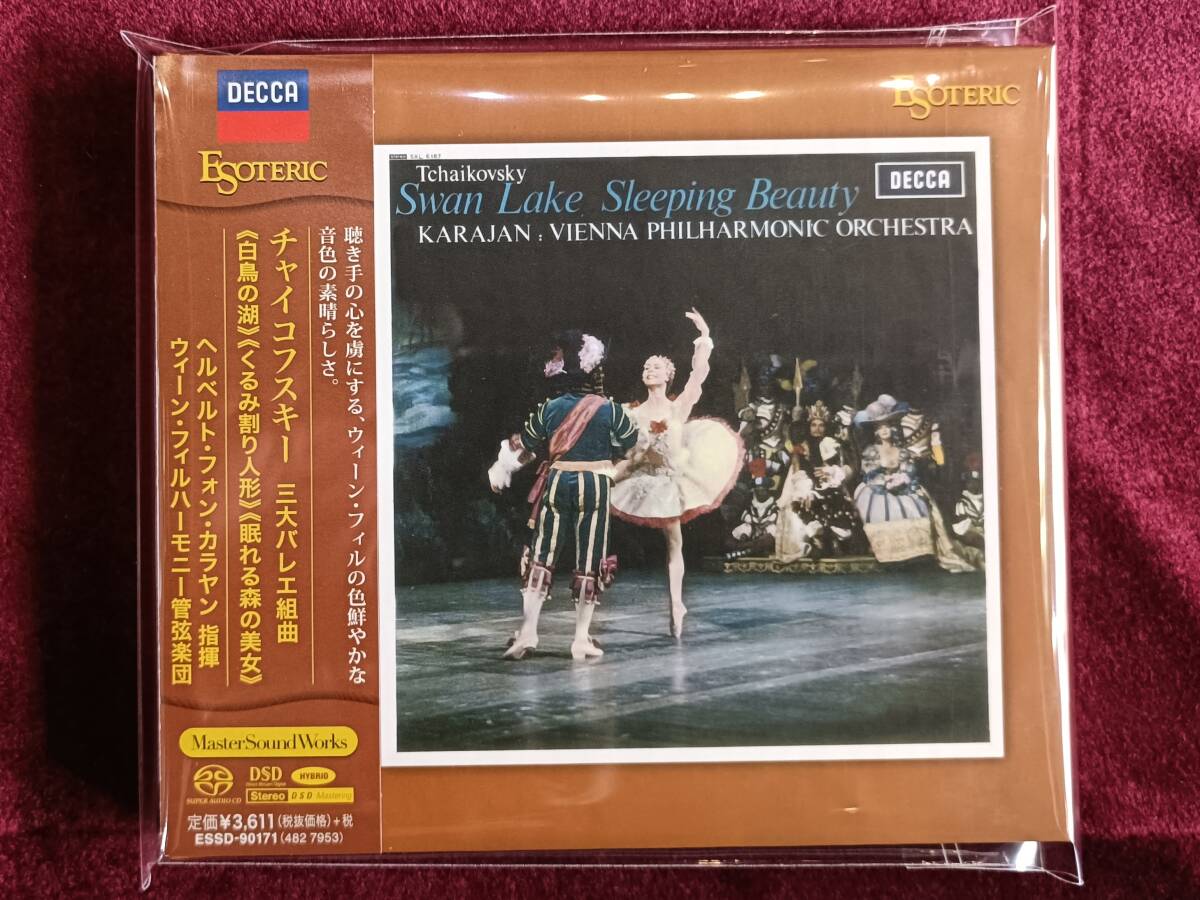 DECCA
ESOTERIC
聴き手の心を虜にする、ウィーン・フィルの色鮮やかな
音色の素晴らしさ。
チャイコフスキー 三大バレエ組曲
《白鳥の湖》《くるみ割り人形》《眠れる森の美女》
ヘルベルト・フォン・カラヤン 指揮
ウィーン・フィルハーモニー管弦楽団
MasterSoundWorks
SUPER AUDIO CD
DSD
Direct Stream Digital
HYBRID
Stereo DSD Mastering
定価¥3,611(税抜価格)+税
ESSD-90171(482 7953)
ESOTERIC
STEREO SXL 6187
Tchaikovsky
Swan Lake Sleeping Beauty
DECCA
KARAJAN : VIENNA PHILHARMONIC ORCHESTRA